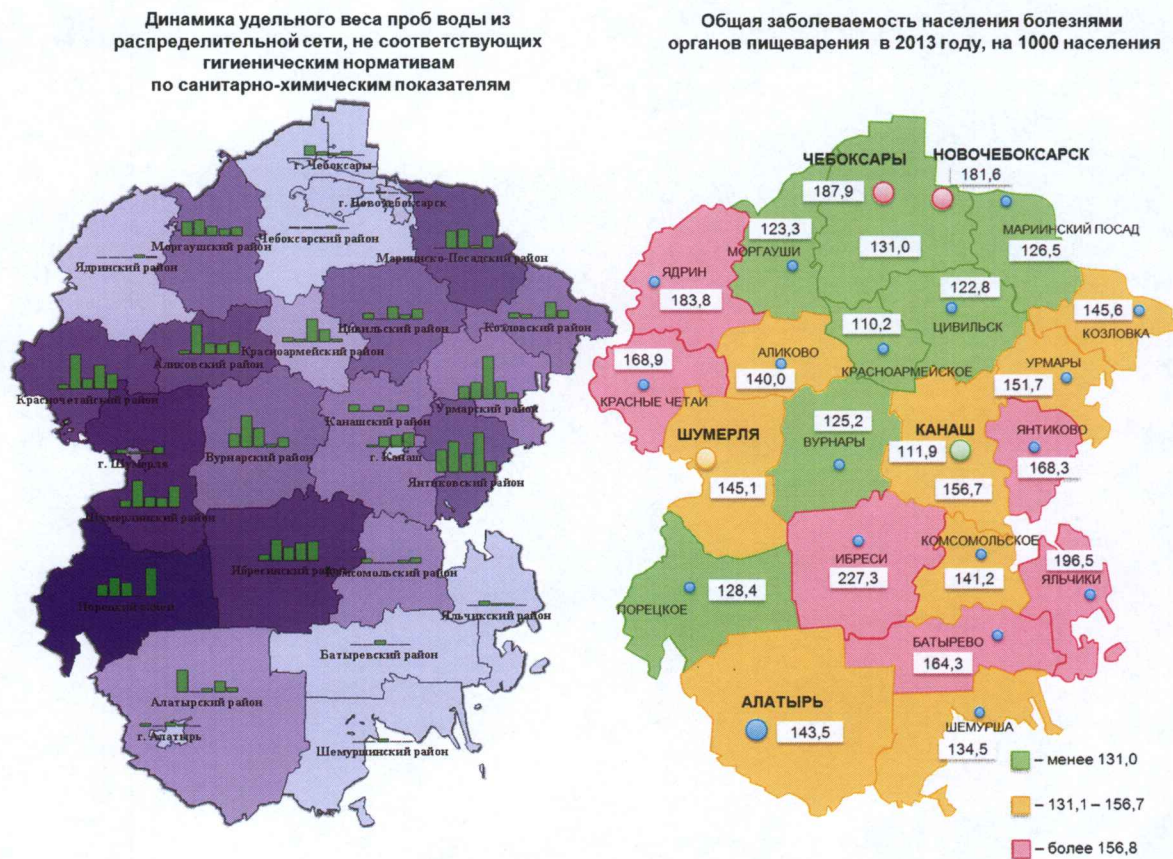 Динамика удельного веса проб воды из
распределительной сети, не соответствующих
гигиеническим нормативам
по санитарно-химическим показателям
г. Чебоксары
г. Новочебоксарск
Чебоксарский район
Моргаушский район
Мариинско-Посадский район
Ядринский район
Цивильский район
Козловский район
Красноармейский район
Аликовский район
Красночетайский район
Урмарский район
Канашский район
г. Канаш
Вурнарский район
г. Шумерля
Янтиковский район
Шумерлинский район
Ибресинский район
Комсомольский район
Яльчикский район
Батыревский район
Алатырский район
г. Алатырь
Шемуршинский район
Общая заболеваемость населения болезнями
органов пищеварения в 2013 году, на 1000 населения
ЧЕБОКСАРЫ
187,9
НОВОЧЕБОКСАРСК
181,6
123,3
МОРГАУШИ
131,0
МАРИИНСКИЙ ПОСАД
126,5
ЯДРИН
183,8
122,8
ЦИВИЛЬСК
145,6
КОЗЛОВКА
110,2
КРАСНОАРМЕЙСКОЕ
АЛИКОВО
140,0
168,9
КРАСНЫЕ ЧЕТАИ
УРМАРЫ
151,7
125,2
ВУРНАРЫ
ШУМЕРЛЯ
145,1
КАНАШ
111,9
156,7
ЯНТИКОВО
168,3
КОМСОМОЛЬСКОЕ
141,2
ИБРЕСИ
227,3
196,5
ЯЛЬЧИКИ
128,4
ПОРЕЦКОЕ
БАТЫРЕВО
164,3
АЛАТЫРЬ
143,5
ШЕМУРША
134,5
– менее 131,0
– 131,1 – 156,7
– более 156,8